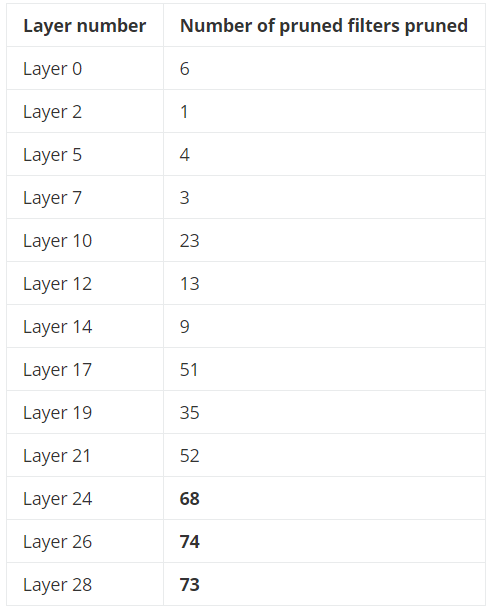 Layer number Number of pruned filters pruned
Layer 0 6
Layer 2 1
Layer 5 4
Layer 7 3
Layer 10 23
Layer 12 13
Layer 14 9
Layer 17 51
Layer 19 35
Layer 21 52
Layer 24 68
Layer 26 74
Layer 28 73